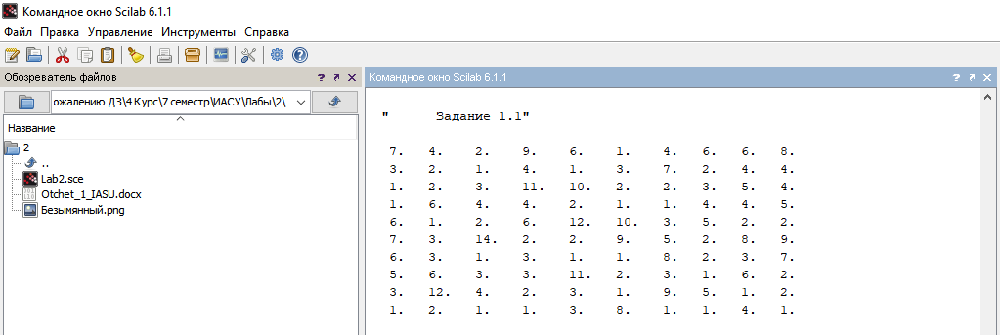 Командное окно Scilab 6.1.1
Файл Правка Управление Инструменты Справка
Обозреватель файлов ? ↗ ×
ожалению ДЗ\4 Курс\7 семестр\ИАСУ\Лабы\2\
Название
2
..
Lab2.sce
Otchet_1_IASU.docx
Безымянный.png
Командное окно Scilab 6.1.1 ? ↗ ×
"      Задание 1.1"
7. 4. 2. 9. 6. 1. 4. 6. 6. 8.
3. 2. 1. 4. 1. 3. 7. 2. 4. 4.
1. 2. 3. 11. 10. 2. 2. 3. 5. 4.
1. 6. 4. 4. 2. 1. 1. 4. 4. 5.
6. 1. 2. 6. 12. 10. 3. 5. 2. 2.
7. 3. 14. 2. 2. 9. 5. 2. 8. 9.
6. 3. 1. 3. 1. 1. 8. 2. 3. 7.
5. 6. 3. 3. 11. 2. 3. 1. 6. 2.
3. 12. 4. 2. 3. 1. 9. 5. 1. 2.
1. 2. 1. 1. 3. 8. 1. 1. 4. 1.